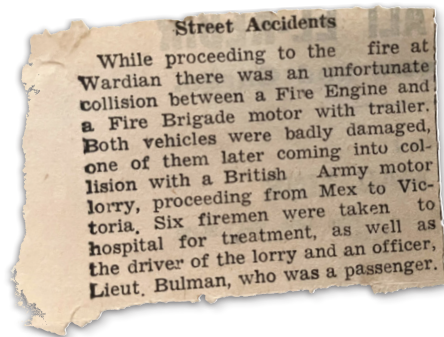 Street Accidents
While proceeding to the fire at
Wardian there was an unfortunate
collision between a Fire Engine and
a Fire Brigade motor with trailer.
Both vehicles were badly damaged,
one of them later coming into col-
lision with a British Army motor
lorry, proceeding from Mex to Vic-
toria. Six firemen were taken to
hospital for treatment, as well as
the driver of the lorry and an officer,
Lieut. Bulman, who was a passenger.